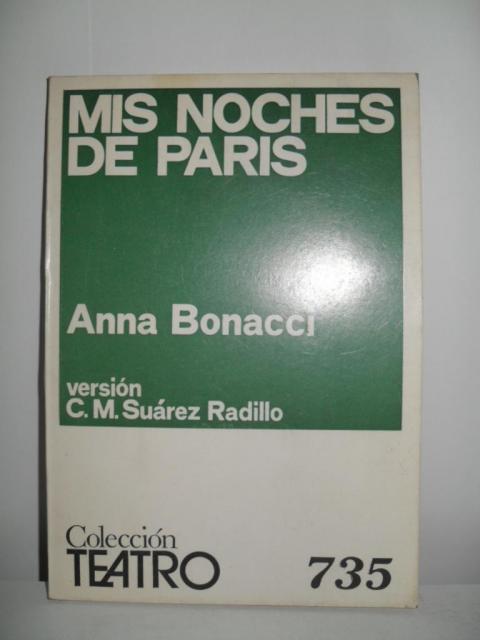 MIS NOCHES
DE PARIS
Anna Bonacci
versión
C. M. Suárez Radillo
Colección
TEATRO
735